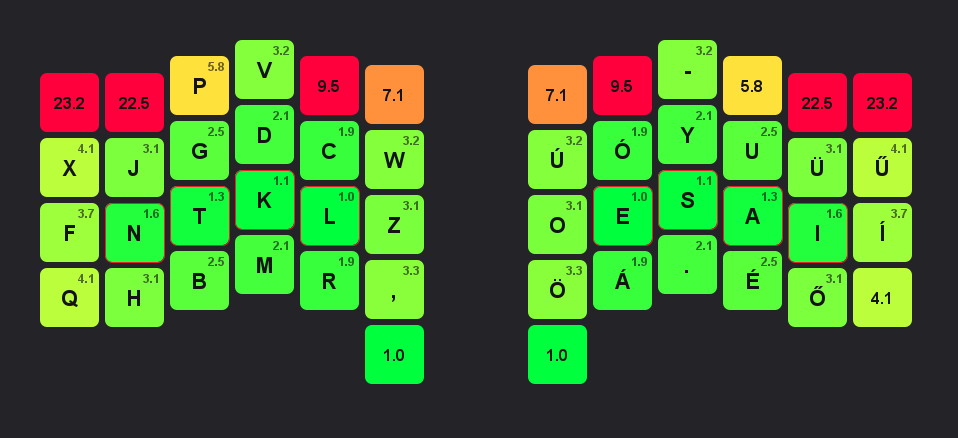 23.2 22.5 P 5.8 V 3.2 9.5 7.1 7.1 9.5 - 3.2 5.8 22.5 23.2
X 4.1 J 3.1 G 2.5 D 2.1 C 1.9 W 3.2 Ú 3.2 Ó 1.9 Y 2.1 U 2.5 Ü 3.1 Ű 4.1
F 3.7 N 1.6 T 1.3 K 1.1 L 1.0 Z 3.1 O 3.1 E 1.0 S 1.1 A 1.3 I 1.6 Í 3.7
Q 4.1 H 3.1 B 2.5 M 2.1 R 1.9 , 3.3 Ö 3.3 Á 1.9 . 2.1 É 2.5 Ő 3.1 4.1
1.0 1.0